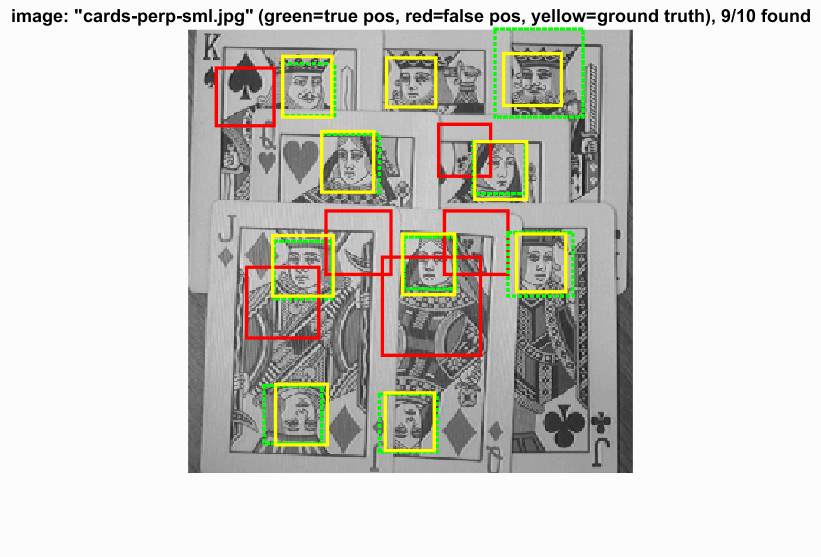 image: "cards-perp-sml.jpg" (green=true pos, red=false pos, yellow=ground truth), 9/10 found
K
Q
J
J
Q
J